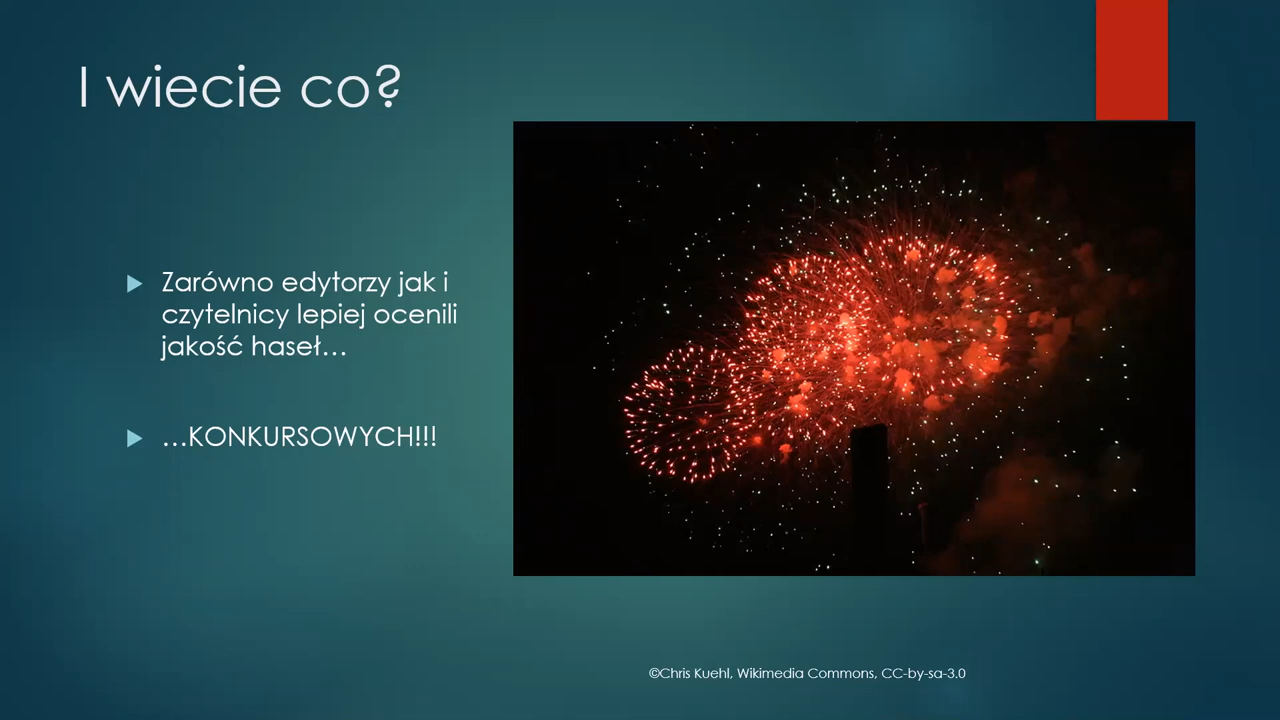 I wiecie co?
Zarówno edytorzy jak i
czytelnicy lepiej ocenili
jakość haseł...
...KONKURSOWYCH!!!
©Chris Kuehl, Wikimedia Commons, CC-by-sa-3.0